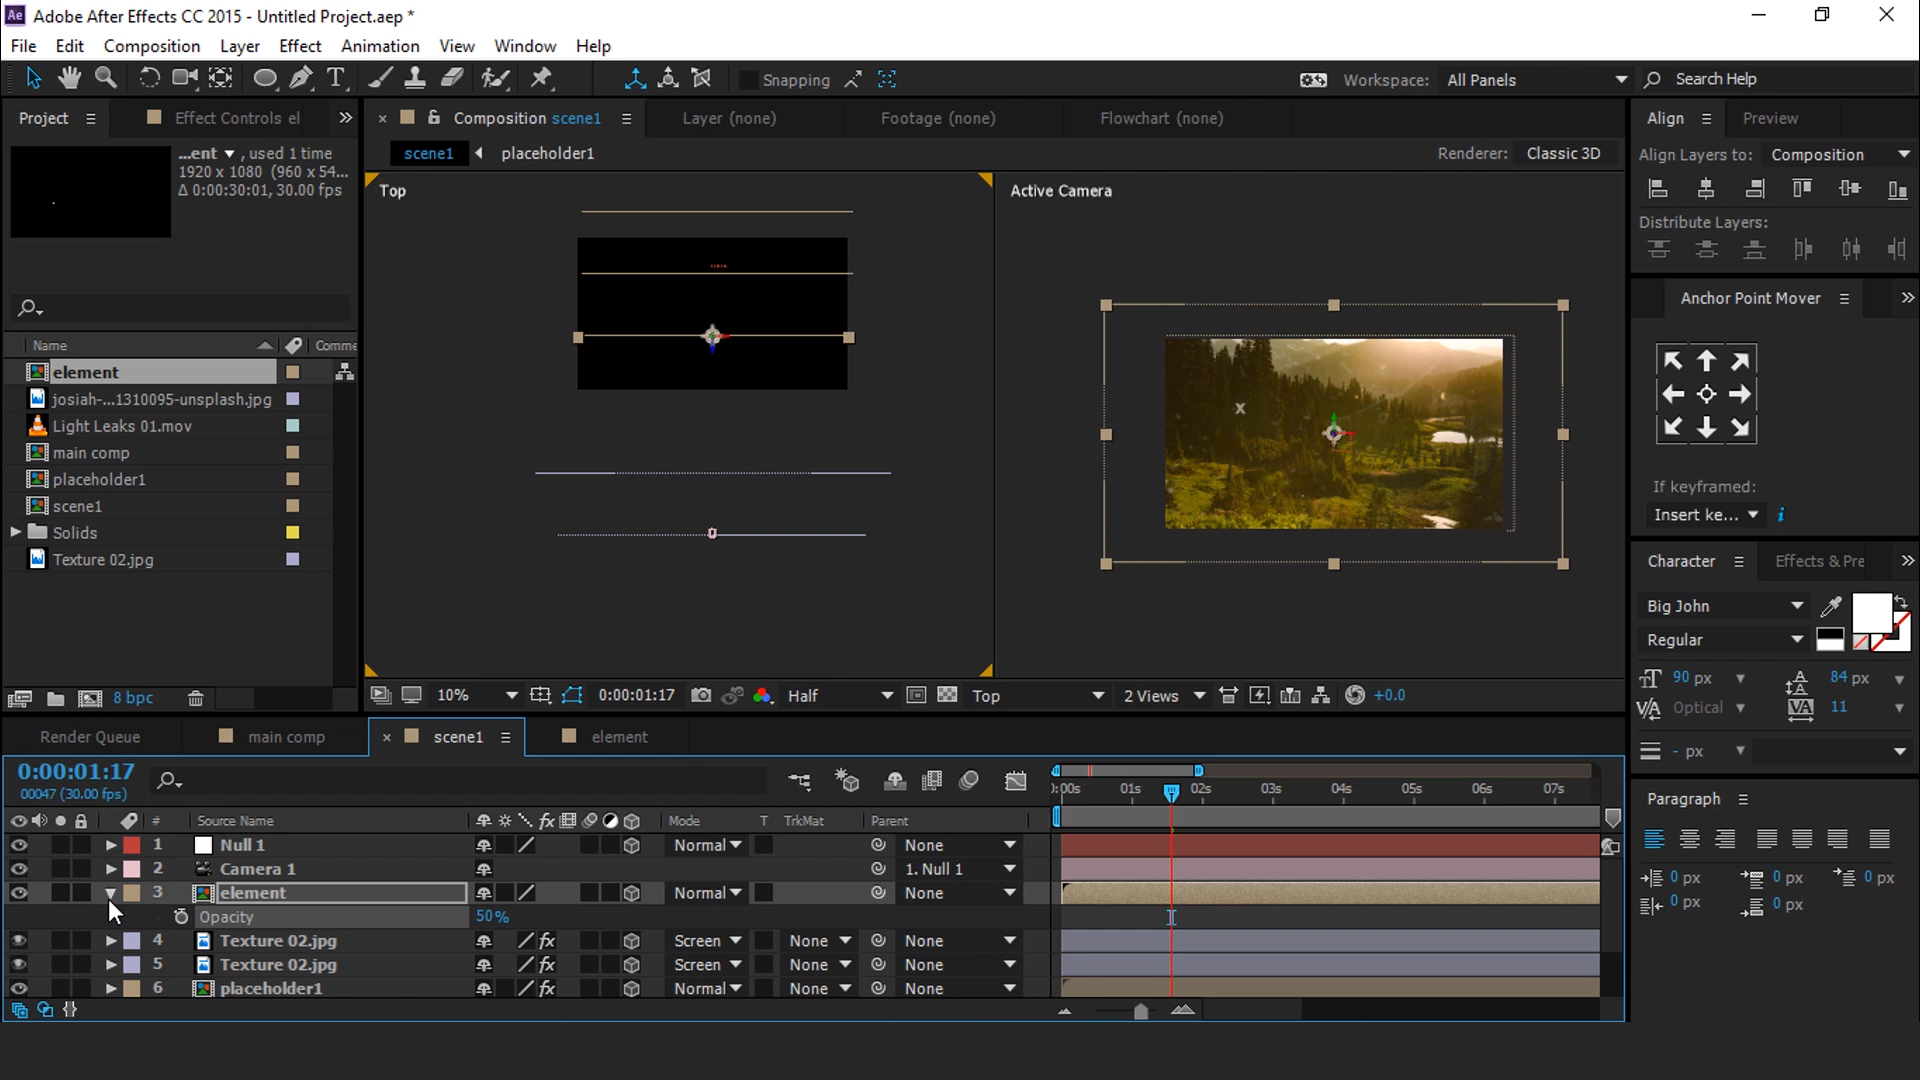 Ae Adobe After Effects CC 2015 - Untitled Project.aep *
File Edit Composition Layer Effect Animation View Window Help
T Snapping Workspace: All Panels Search Help
Project Effect Controls el Composition scene1 Layer (none) Footage (none) Flowchart (none) Align Preview
...ent ▼ , used 1 time
1920 x 1080 (960 x 54...
Δ 0:00:30:01, 30.00 fps
scene1 placeholder1 Renderer: Classic 3D
Align Layers to: Composition
Top Active Camera
Distribute Layers:
Anchor Point Mover
Name Comme
element
josiah-...1310095-unsplash.jpg
Light Leaks 01.mov
main comp
placeholder1
scene1
Solids
Texture 02.jpg
x
If keyframed:
Insert ke... i
Character Effects & Pre
Big John
Regular
90 px 84 px
Optical 11
- px
8 bpc 10% 0:00:01:17 Half Top 2 Views +0.0
Render Queue main comp scene1 element
0:00:01:17
00047 (30.00 fps)
):00s 01s 02s 03s 04s 05s 06s 07s
# Source Name fx Mode T TrkMat Parent
1 Null 1 Normal None
2 Camera 1 1. Null 1
3 element Normal None
Opacity 50%
4 Texture 02.jpg fx Screen None None
5 Texture 02.jpg fx Screen None None
6 placeholder1 fx Normal None None
Paragraph
0 px 0 px 0 px
0 px 0 px